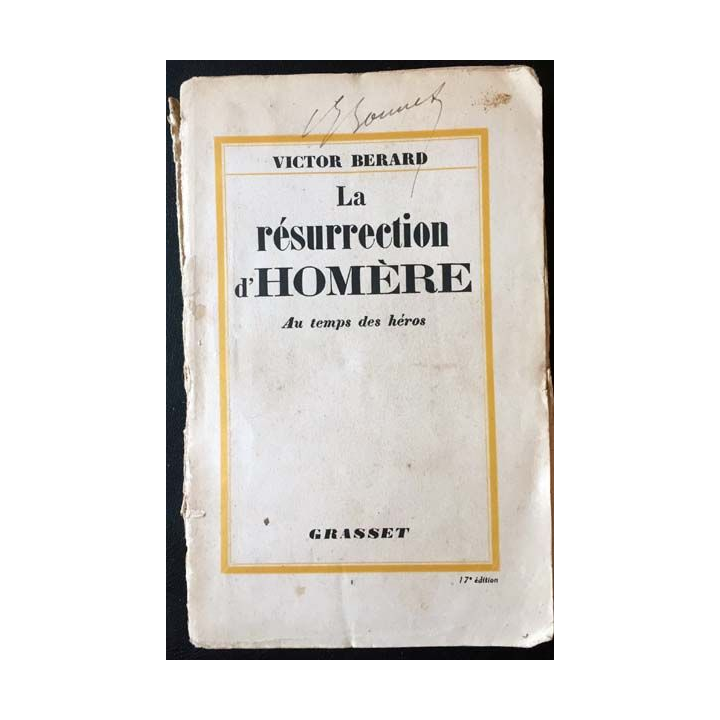 VICTOR BERARD
La
résurrection
d'HOMÈRE
Au temps des héros
GRASSET
17e édition